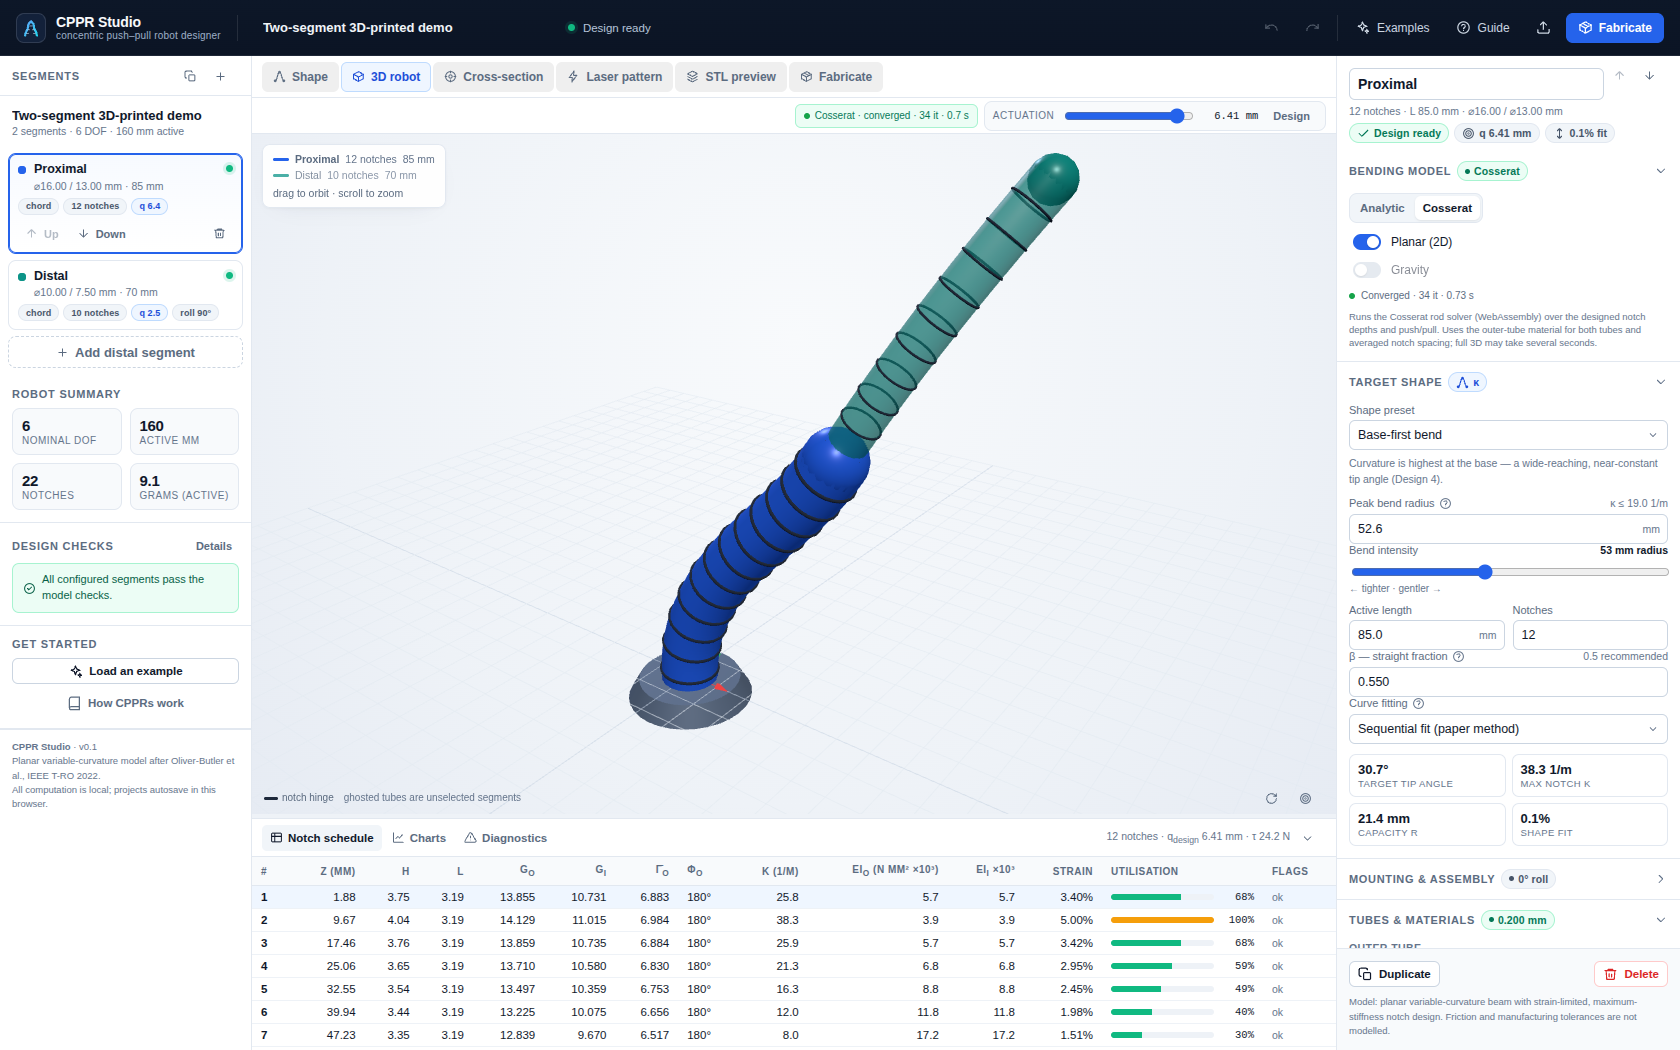 CPPR Studio
concentric push–pull robot designer
Two-segment 3D-printed demo
Design ready
Examples
Guide
Fabricate
SEGMENTS
Two-segment 3D-printed demo
2 segments · 6 DOF · 160 mm active
Proximal
⌀16.00 / 13.00 mm · 85 mm
chord 12 notches q 6.4
Up Down
Distal
⌀10.00 / 7.50 mm · 70 mm
chord 10 notches q 2.5 roll 90°
Add distal segment
ROBOT SUMMARY
6
NOMINAL DOF
160
ACTIVE MM
22
NOTCHES
9.1
GRAMS (ACTIVE)
DESIGN CHECKS Details
All configured segments pass the
model checks.
GET STARTED
Load an example
How CPPRs work
CPPR Studio · v0.1
Planar variable-curvature model after Oliver-Butler et
al., IEEE T-RO 2022.
All computation is local; projects autosave in this
browser.
Shape 3D robot Cross-section Laser pattern STL preview Fabricate
Cosserat · converged · 34 it · 0.7 s
ACTUATION 6.41 mm Design
Proximal 12 notches 85 mm
Distal 10 notches 70 mm
drag to orbit · scroll to zoom
notch hinge ghosted tubes are unselected segments
Notch schedule Charts Diagnostics
12 notches · qdesign 6.41 mm · τ 24.2 N
# Z (MM) H L GO GI ΓO ΦO Κ (1/M) EIO (N MM² ×10³) EII ×10³ STRAIN UTILISATION FLAGS
1 1.88 3.75 3.19 13.855 10.731 6.883 180° 25.8 5.7 5.7 3.40% 68% ok
2 9.67 4.04 3.19 14.129 11.015 6.984 180° 38.3 3.9 3.9 5.00% 100% ok
3 17.46 3.76 3.19 13.859 10.735 6.884 180° 25.9 5.7 5.7 3.42% 68% ok
4 25.06 3.65 3.19 13.710 10.580 6.830 180° 21.3 6.8 6.8 2.95% 59% ok
5 32.55 3.54 3.19 13.497 10.359 6.753 180° 16.3 8.8 8.8 2.45% 49% ok
6 39.94 3.44 3.19 13.225 10.075 6.656 180° 12.0 11.8 11.8 1.98% 40% ok
7 47.23 3.35 3.19 12.839 9.670 6.517 180° 8.0 17.2 17.2 1.51% 30% ok
Proximal
12 notches · L 85.0 mm · ⌀16.00 / ⌀13.00 mm
Design ready q 6.41 mm 0.1% fit
BENDING MODEL Cosserat
Analytic Cosserat
Planar (2D)
Gravity
Converged · 34 it · 0.73 s
Runs the Cosserat rod solver (WebAssembly) over the designed notch
depths and push/pull. Uses the outer-tube material for both tubes and
averaged notch spacing; full 3D may take several seconds.
TARGET SHAPE κ
Shape preset
Base-first bend
Curvature is highest at the base — a wide-reaching, near-constant
tip angle (Design 4).
Peak bend radius κ ≤ 19.0 1/m
52.6 mm
Bend intensity 53 mm radius
← tighter · gentler →
Active length Notches
85.0 mm 12
β — straight fraction 0.5 recommended
0.550
Curve fitting
Sequential fit (paper method)
30.7°
TARGET TIP ANGLE
38.3 1/m
MAX NOTCH Κ
21.4 mm
CAPACITY R
0.1%
SHAPE FIT
MOUNTING & ASSEMBLY 0° roll
TUBES & MATERIALS 0.200 mm
OUTER TUBE
Duplicate Delete
Model: planar variable-curvature beam with strain-limited, maximum-
stiffness notch design. Friction and manufacturing tolerances are not
modelled.